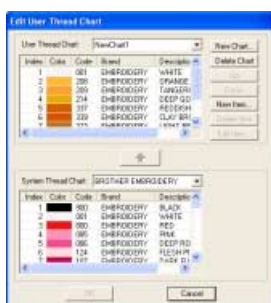 Edit User Thread Chart
User Thread Chart: NewChart1
New Chart...
Delete Chart
Index Color Code Brand Descriptio
1 001 EMBROIDERY WHITE
2 208 EMBROIDERY ORANGE
3 209 EMBROIDERY TANGERI
4 214 EMBROIDERY DEEP GO
5 337 EMBROIDERY REDDISH
6 339 EMBROIDERY CLAY BR
New Item...
System Thread Chart: BROTHER EMBROIDERY
Index Color Code Brand Descriptio
1 900 EMBROIDERY BLACK
2 001 EMBROIDERY WHITE
3 800 EMBROIDERY RED
4 085 EMBROIDERY PINK
5 086 EMBROIDERY DEEP RO
6 124 EMBROIDERY FLESH PI
Cancel